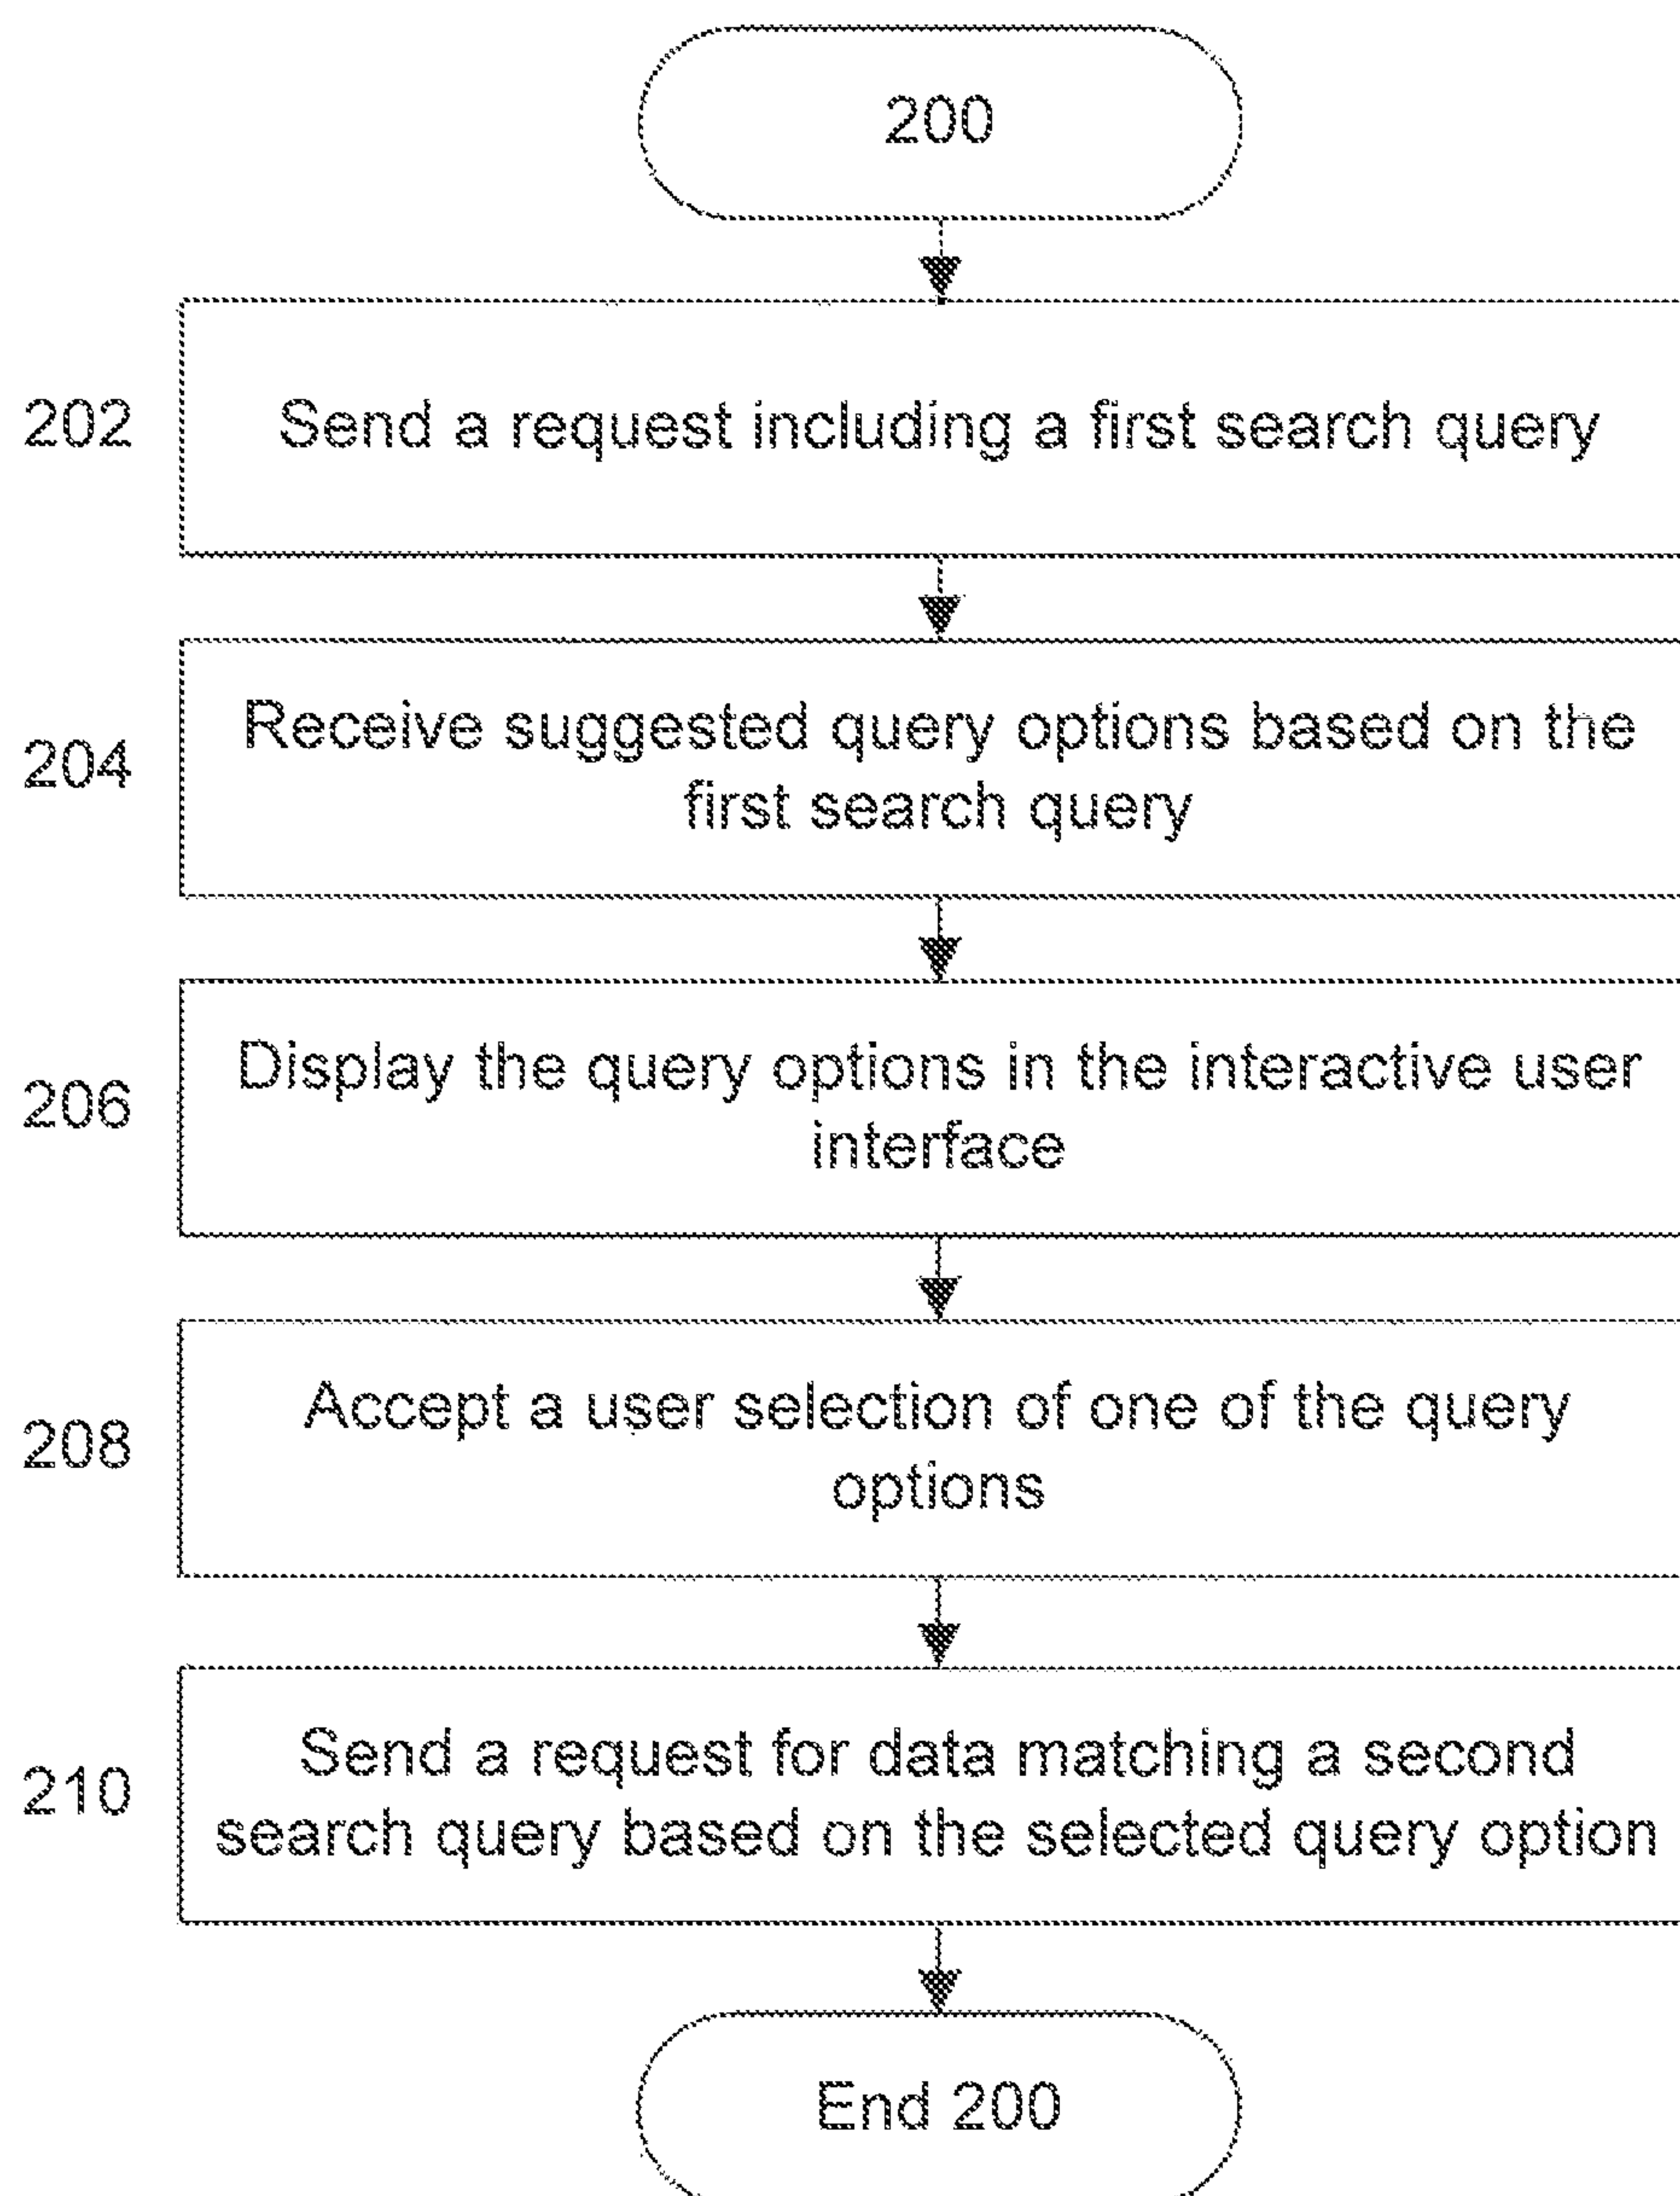 200
202
Send a request including a first search query
204
Receive suggested query options based on the
first search query
206
Display the query options in the interactive user
interface
208
Accept a user selection of one of the query
options
210
Send a request for data matching a second
search query based on the selected query option
End 200